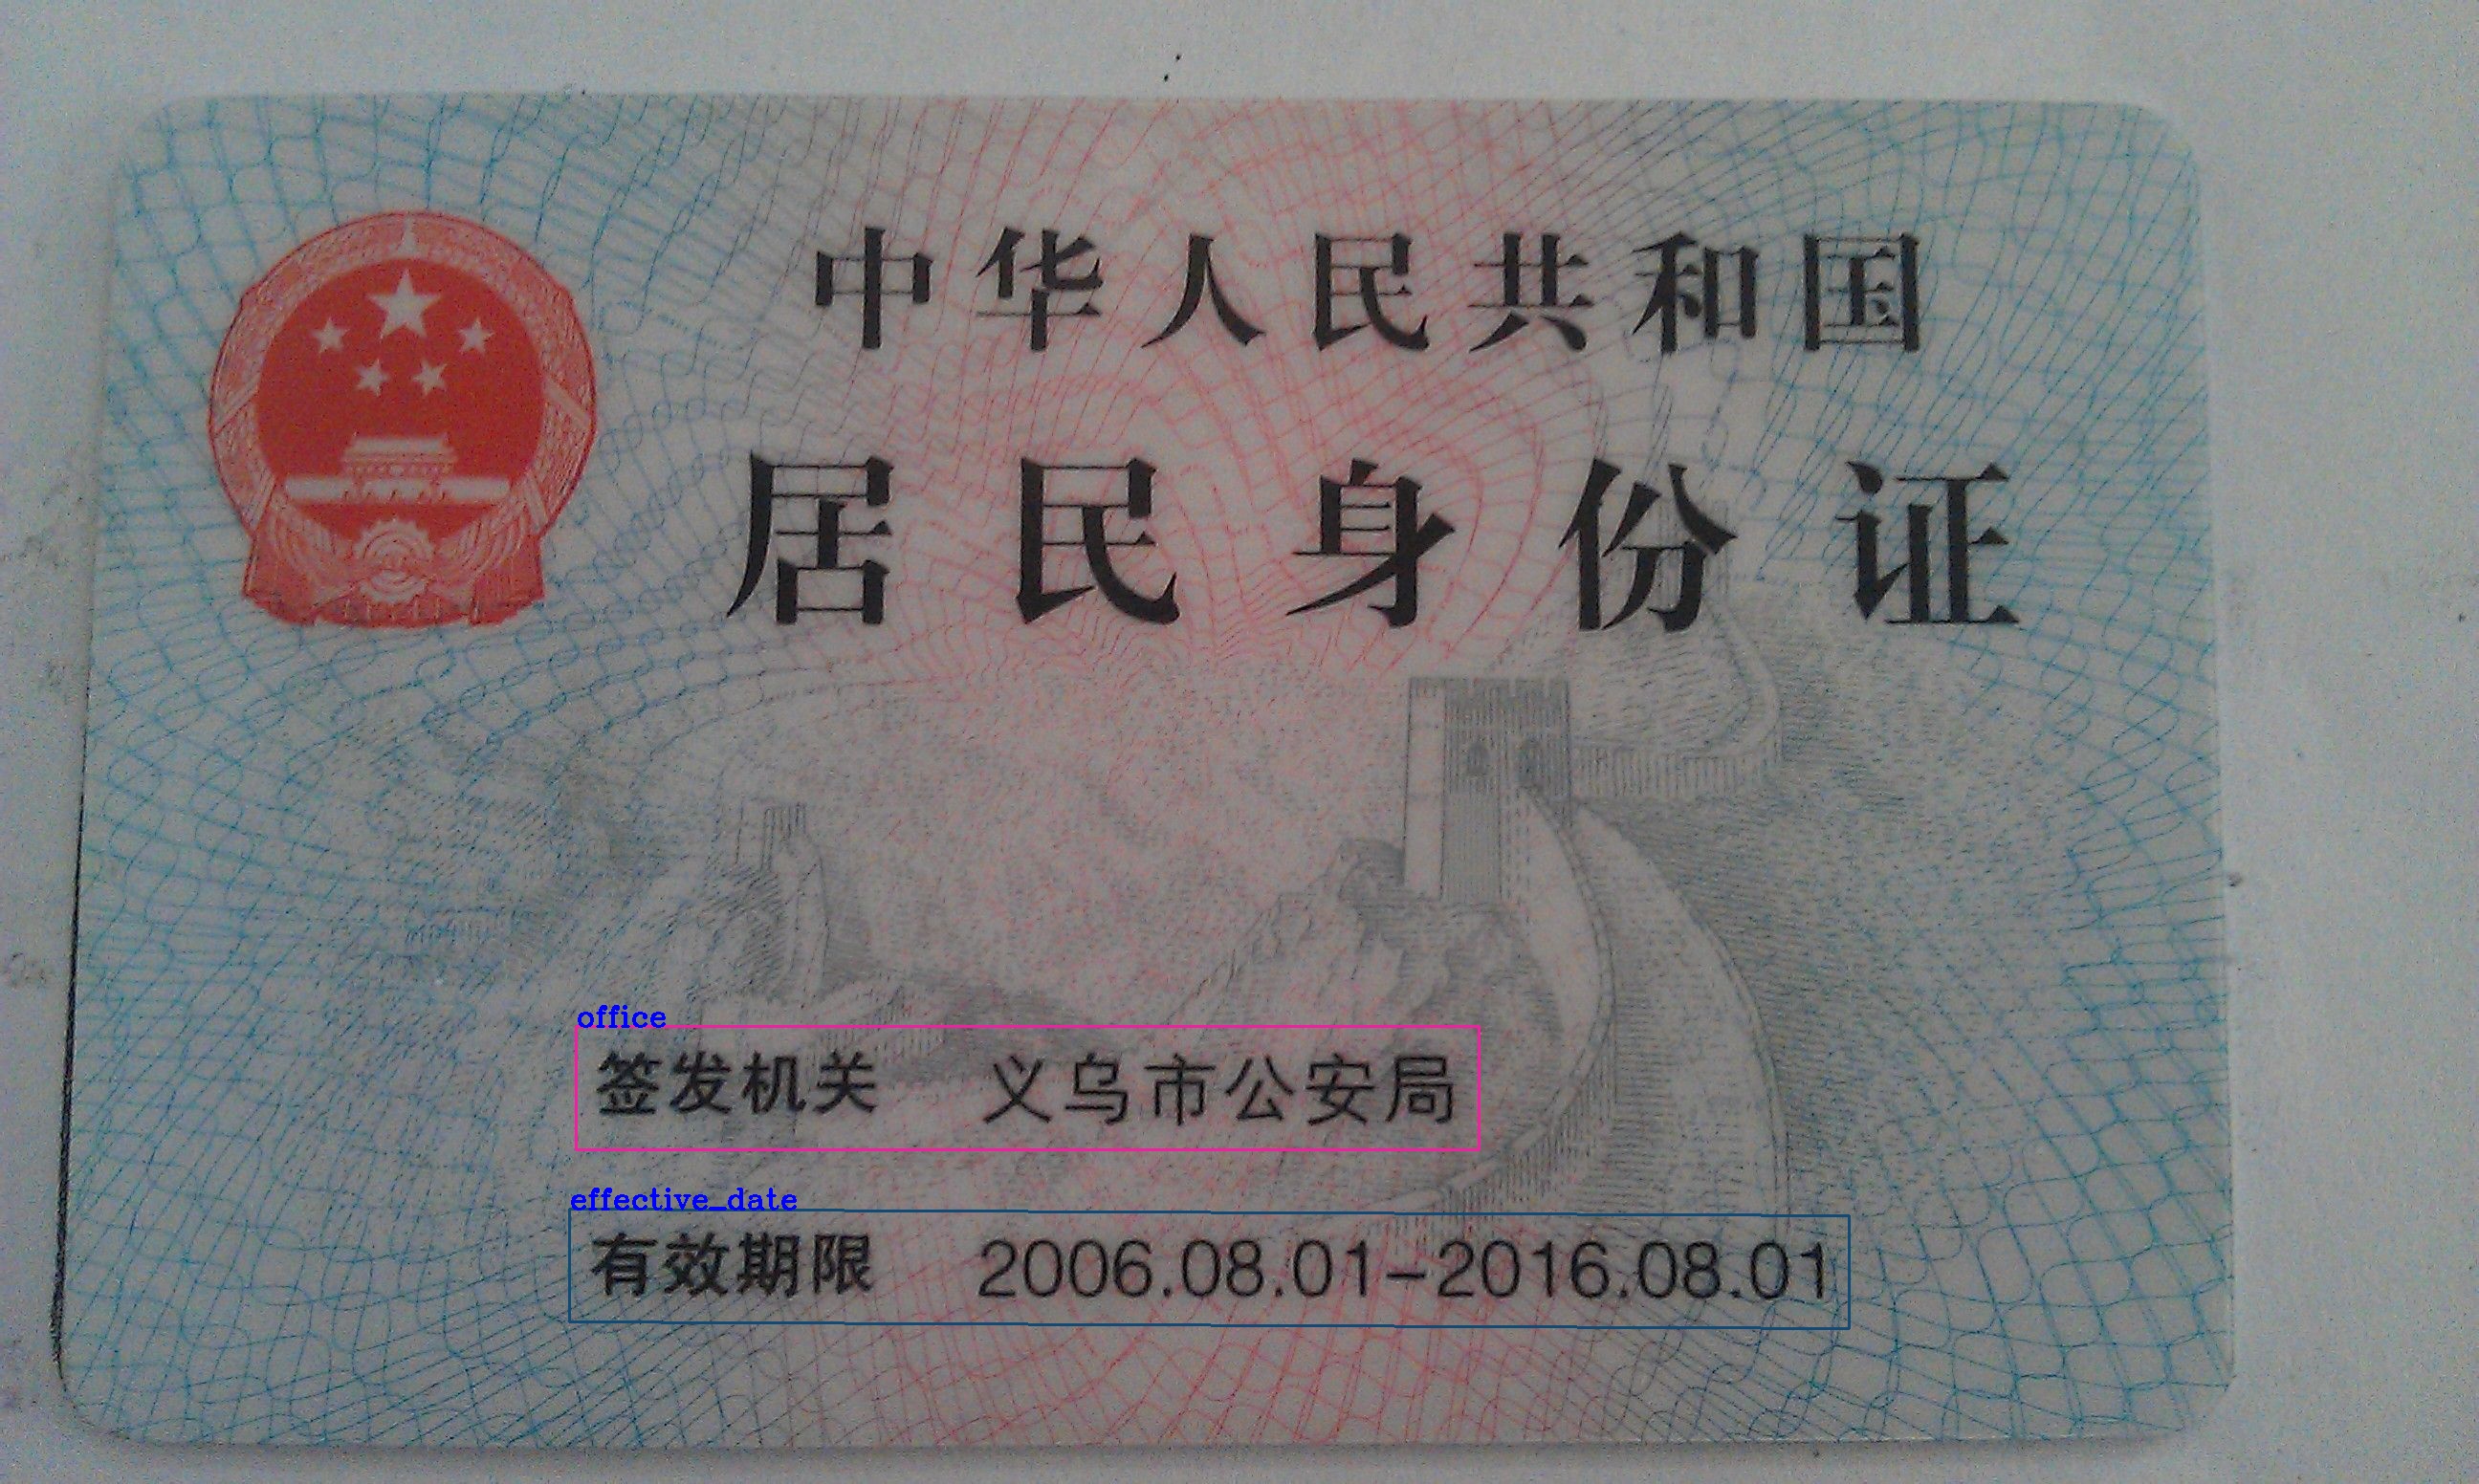 中华人民共和国
居民身份证
office
签发机关 义乌市公安局
effective_date
有效期限 2006.08.01-2016.08.01